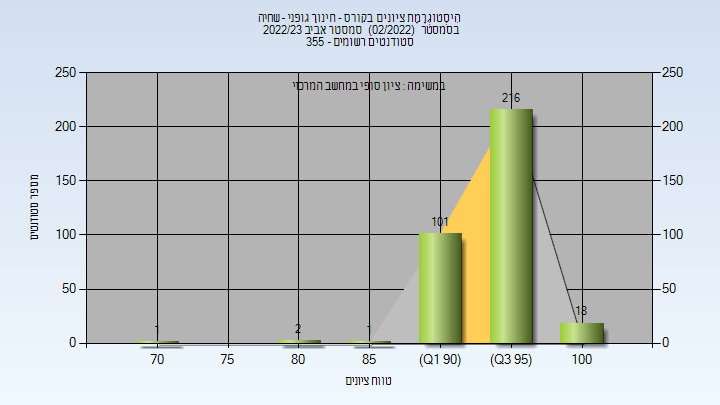 היסטוגרמת ציונים בקורס - חינוך גופני - שחיה
בסמסטר (02/2022) סמסטר אביב 2022/23
סטודנטים רשומים - 355
במשימה : ציון סופי במחשב המרכזי
250 250
200 200
150 150
100 100
50 50
0 0
מספר סטודנטים
1 2 1 101 216 18
70 75 80 85 (Q1 90) (Q3 95) 100
טווח ציונים